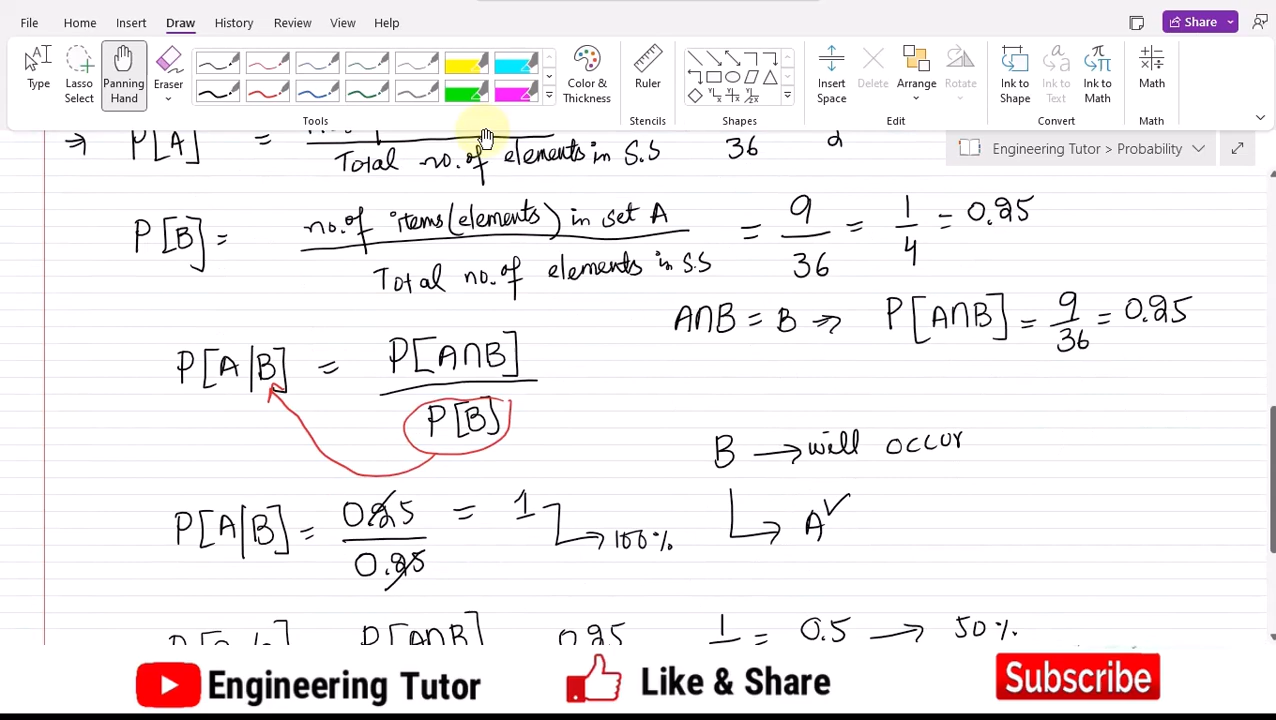 File Home Insert Draw History Review View Help Share
Type Lasso Select Panning Hand Eraser Color & Thickness Ruler Insert Space Delete Arrange Rotate Ink to Shape Ink to Text Ink to Math Math
Tools Stencils Shapes Edit Convert Math
Engineering Tutor > Probability
⇒ P[A] = Total no. of elements in S.S 36 2
P[B] = no. of items (elements) in set A / Total no. of elements in S.S = 9/36 = 1/4 = 0.25
A∩B = B ⇒ P[A∩B] = 9/36 = 0.25
P[A|B] = P[A∩B] / P[B]
B → will occur
P[A|B] = 0.25 / 0.25 = 1 → 100%
→ A ✓
P[A∩B] 0.25 1 = 0.5 → 50%
Engineering Tutor Like & Share Subscribe